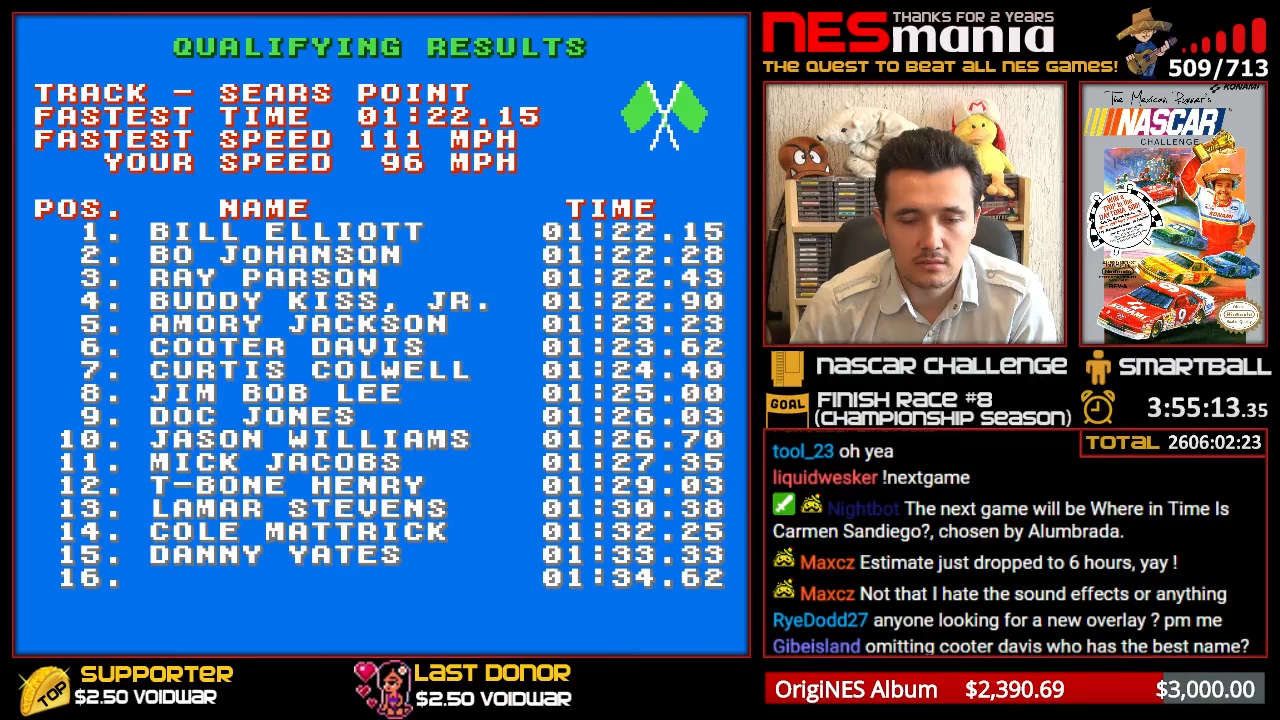 QUALIFYING RESULTS
TRACK - SEARS POINT
FASTEST TIME 01:22.15
FASTEST SPEED 111 MPH
YOUR SPEED 96 MPH
POS. NAME TIME
1. BILL ELLIOTT 01:22.15
2. BO JOHANSON 01:22.28
3. RAY PARSON 01:22.43
4. BUDDY KISS, JR. 01:22.90
5. AMORY JACKSON 01:23.23
6. COOTER DAVIS 01:23.62
7. CURTIS COLWELL 01:24.40
8. JIM BOB LEE 01:25.00
9. DOC JONES 01:26.03
10. JASON WILLIAMS 01:26.70
11. MICK JACOBS 01:27.35
12. T-BONE HENRY 01:29.03
13. LAMAR STEVENS 01:30.38
14. COLE MATTRICK 01:32.25
15. DANNY YATES 01:33.33
16. 01:34.62
THANKS FOR 2 YEARS
NESmania
THE QUEST TO BEAT ALL NES GAMES!
509/713
KONAMI
The Mexican Runner's
NASCAR
CHALLENGE
NASCAR CHALLENGE
SMARTBALL
GOAL
FINISH RACE #8
(CHAMPIONSHIP SEASON)
3:55:13.35
TOTAL 2606:02:23
tool_23 oh yea
liquidwesker !nextgame
Nightbot The next game will be Where in Time Is
Carmen Sandiego?, chosen by Alumbrada.
Maxcz Estimate just dropped to 6 hours, yay !
Maxcz Not that I hate the sound effects or anything
RyeDodd27 anyone looking for a new overlay ? pm me
Gibeisland omitting cooter davis who has the best name?
TOP
SUPPORTER
$2.50 VOIDWAR
LAST DONOR
$2.50 VOIDWAR
OrigiNES Album $2,390.69 $3,000.00